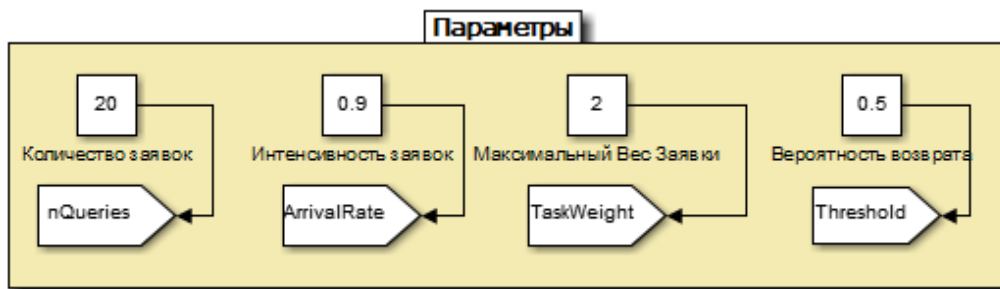 Параметры
20
0.9
2
0.5
Количество заявок
Интенсивность заявок
Максимальный Вес Заявки
Вероятность возврата
nQueries
ArrivalRate
TaskWeight
Threshold